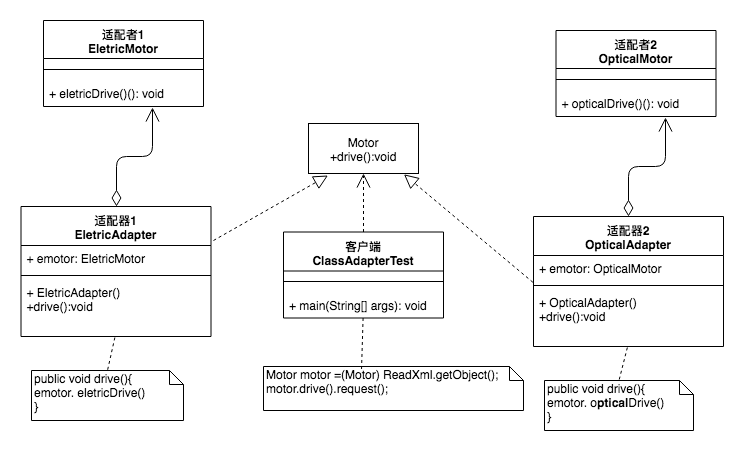 适配者1
EletricMotor
+ eletricDrive()(): void
适配者2
OpticalMotor
+ opticalDrive()(): void
Motor
+drive():void
适配器1
EletricAdapter
+ emotor: EletricMotor
+ EletricAdapter()
+drive():void
客户端
ClassAdapterTest
+ main(String[] args): void
适配器2
OpticalAdapter
+ emotor: OpticalMotor
+ OpticalAdapter()
+drive():void
public void drive(){
emotor. eletricDrive()
}
Motor motor =(Motor) ReadXml.getObject();
motor.drive().request();
public void drive(){
emotor. opticalDrive()
}